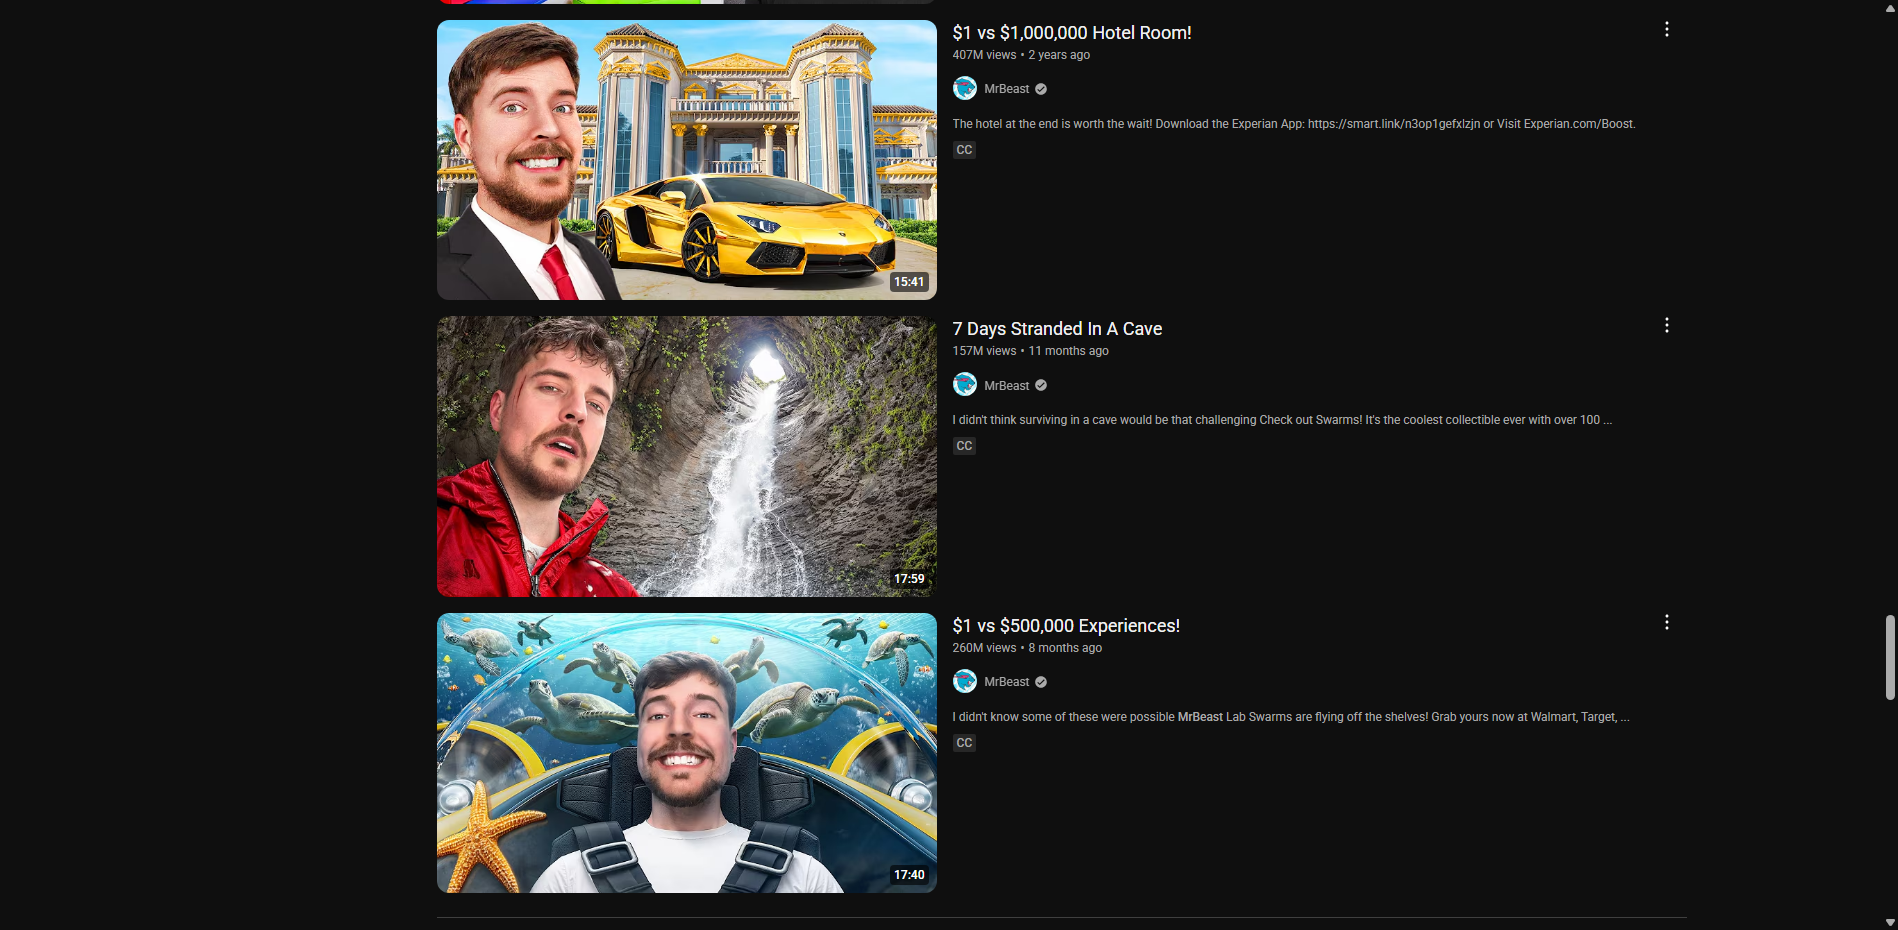 $1 vs $1,000,000 Hotel Room!
407M views • 2 years ago
MrBeast
The hotel at the end is worth the wait! Download the Experian App: https://smart.link/n3op1gefxlzjn or Visit Experian.com/Boost.
CC
15:41
7 Days Stranded In A Cave
157M views • 11 months ago
MrBeast
I didn't think surviving in a cave would be that challenging Check out Swarms! It's the coolest collectible ever with over 100 ...
CC
17:59
$1 vs $500,000 Experiences!
260M views • 8 months ago
MrBeast
I didn't know some of these were possible MrBeast Lab Swarms are flying off the shelves! Grab yours now at Walmart, Target, ...
CC
17:40